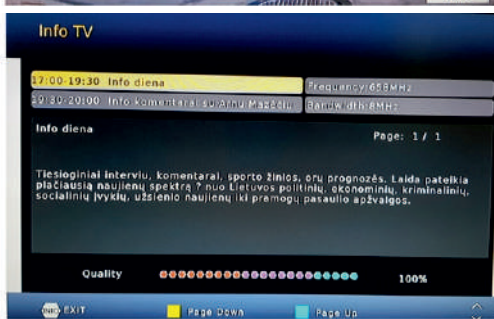 Info TV
17:00-19:30 Info diena
Frequency:658MHz
19:30-20:00 Info komentarai su Arnu Mazėčiu
Bandwidth:8MHz
Info diena
Page: 1 / 1
Tiesioginiai interviu, komentarai, sporto žinios, orų prognozės. Laida pateikia
plačiausią naujienų spektrą ? nuo Lietuvos politinių, ekonominių, kriminalinių,
socialinių įvykių, užsienio naujienų iki pramogų pasaulio apžvalgos.
Quality
100%
INFO EXIT
Page Down
Page Up